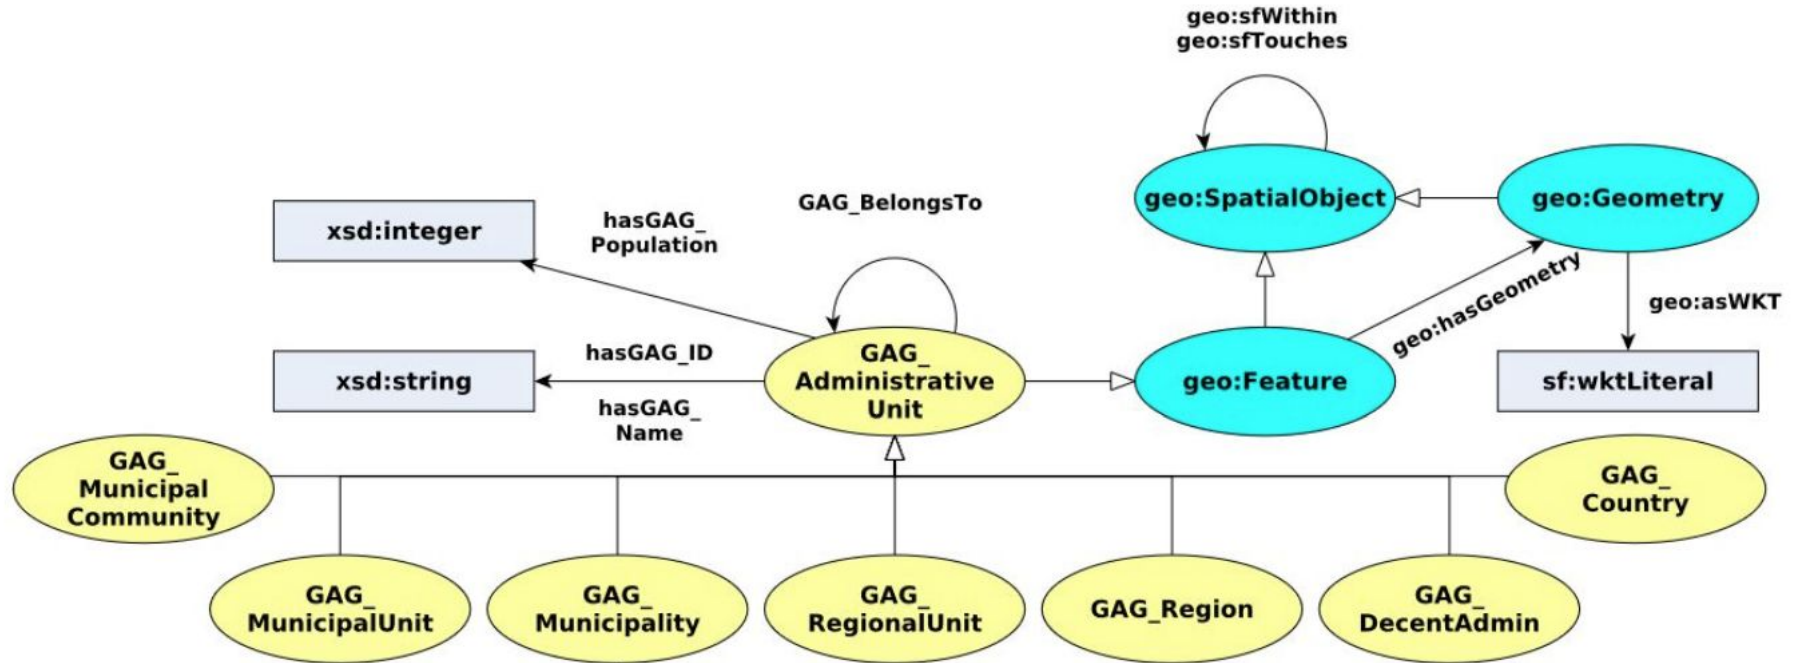 geo:sfWithin
geo:sfTouches
geo:SpatialObject
geo:Geometry
GAG_BelongsTo
hasGAG_
Population
xsd:integer
geo:hasGeometry
geo:asWKT
xsd:string
hasGAG_ID
hasGAG_
Name
GAG_
Administrative
Unit
geo:Feature
sf:wktLiteral
GAG_
Municipal
Community
GAG_
Country
GAG_
MunicipalUnit
GAG_
Municipality
GAG_
RegionalUnit
GAG_Region
GAG_
DecentAdmin